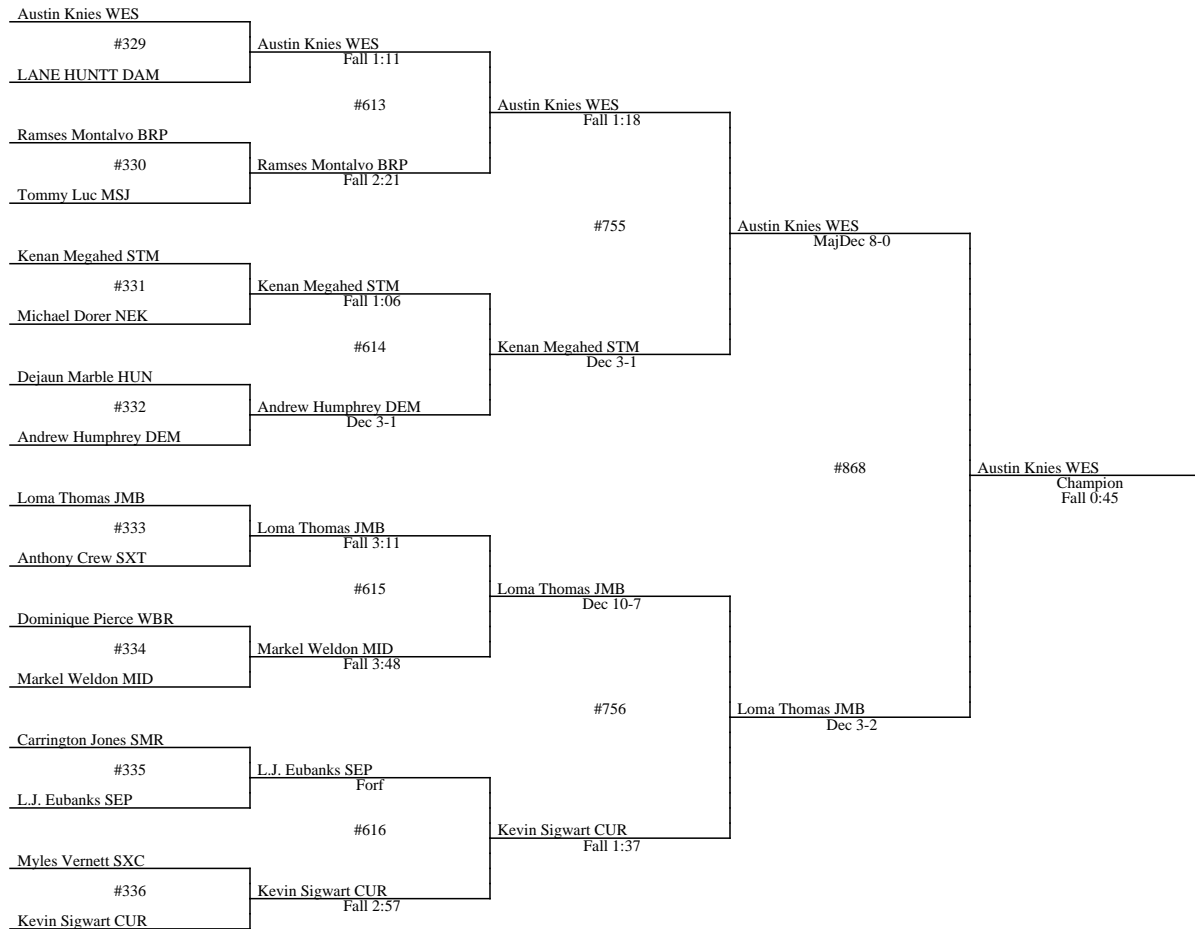 Austin Knies WES
#329
LANE HUNTT DAM
Ramses Montalvo BRP
#330
Tommy Luc MSJ
Kenan Megahed STM
#331
Michael Dorer NEK
Dejaun Marble HUN
#332
Andrew Humphrey DEM
Loma Thomas JMB
#333
Anthony Crew SXT
Dominique Pierce WBR
#334
Markel Weldon MID
Carrington Jones SMR
#335
L.J. Eubanks SEP
Myles Vernett SXC
#336
Kevin Sigwart CUR
Austin Knies WES
Fall 1:11
#613
Ramses Montalvo BRP
Fall 2:21
Kenan Megahed STM
Fall 1:06
#614
Andrew Humphrey DEM
Dec 3-1
Loma Thomas JMB
Fall 3:11
#615
Markel Weldon MID
Fall 3:48
L.J. Eubanks SEP
Forf
#616
Kevin Sigwart CUR
Fall 2:57
Austin Knies WES
Fall 1:18
#755
Kenan Megahed STM
Dec 3-1
Loma Thomas JMB
Dec 10-7
#756
Kevin Sigwart CUR
Fall 1:37
Austin Knies WES
MajDec 8-0
#868
Loma Thomas JMB
Dec 3-2
Austin Knies WES
Champion
Fall 0:45